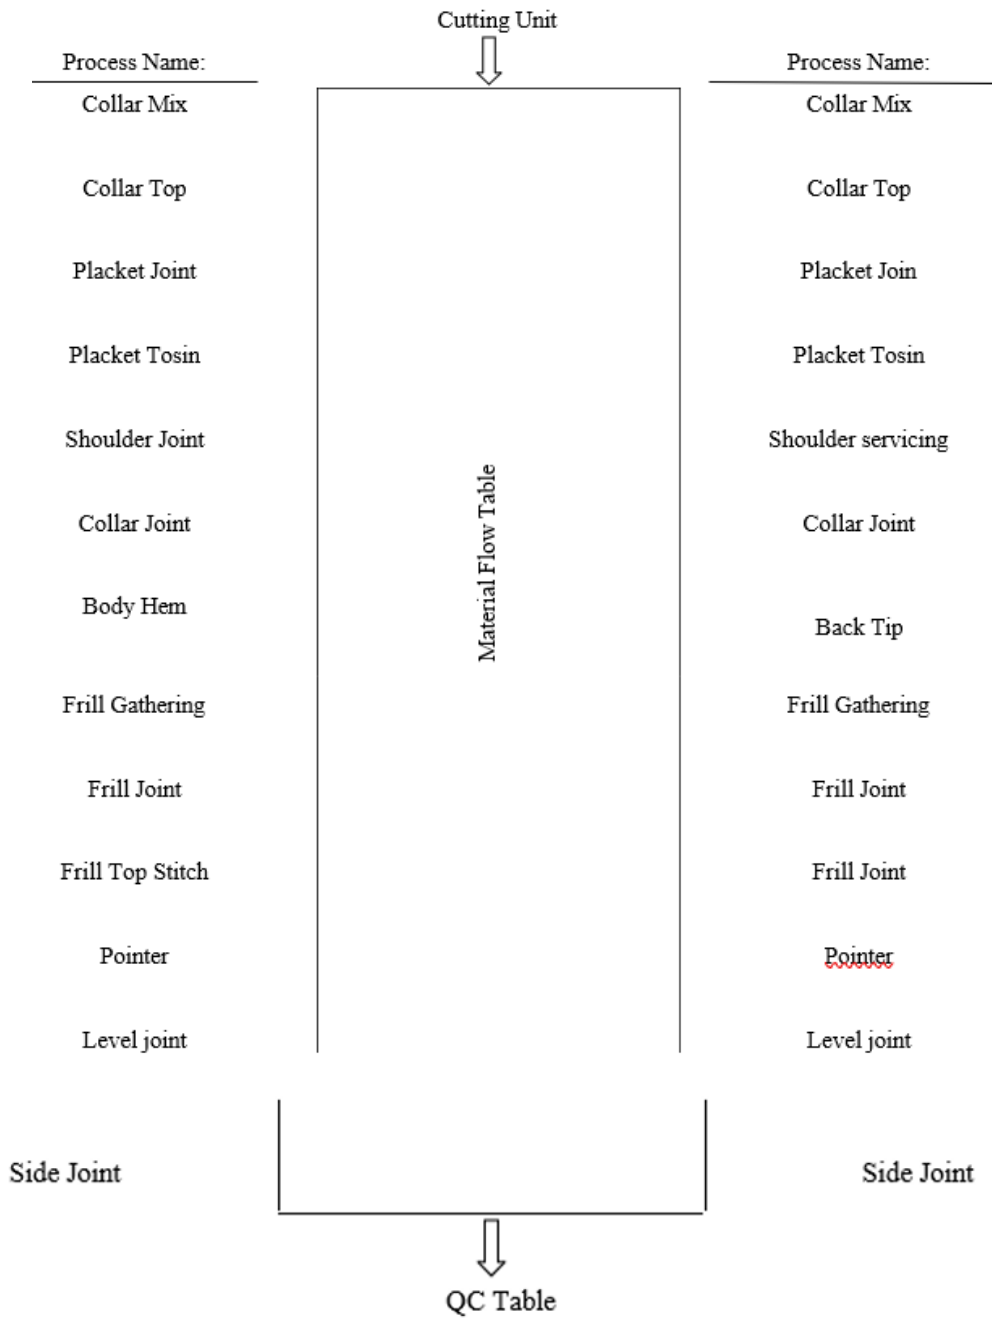 Cutting Unit
Process Name:
Process Name:
Collar Mix
Collar Mix
Collar Top
Collar Top
Placket Joint
Placket Join
Placket Tosin
Placket Tosin
Shoulder Joint
Shoulder servicing
Material Flow Table
Collar Joint
Collar Joint
Body Hem
Back Tip
Frill Gathering
Frill Gathering
Frill Joint
Frill Joint
Frill Top Stitch
Frill Joint
Pointer
Pointer
Level joint
Level joint
Side Joint
Side Joint
QC Table